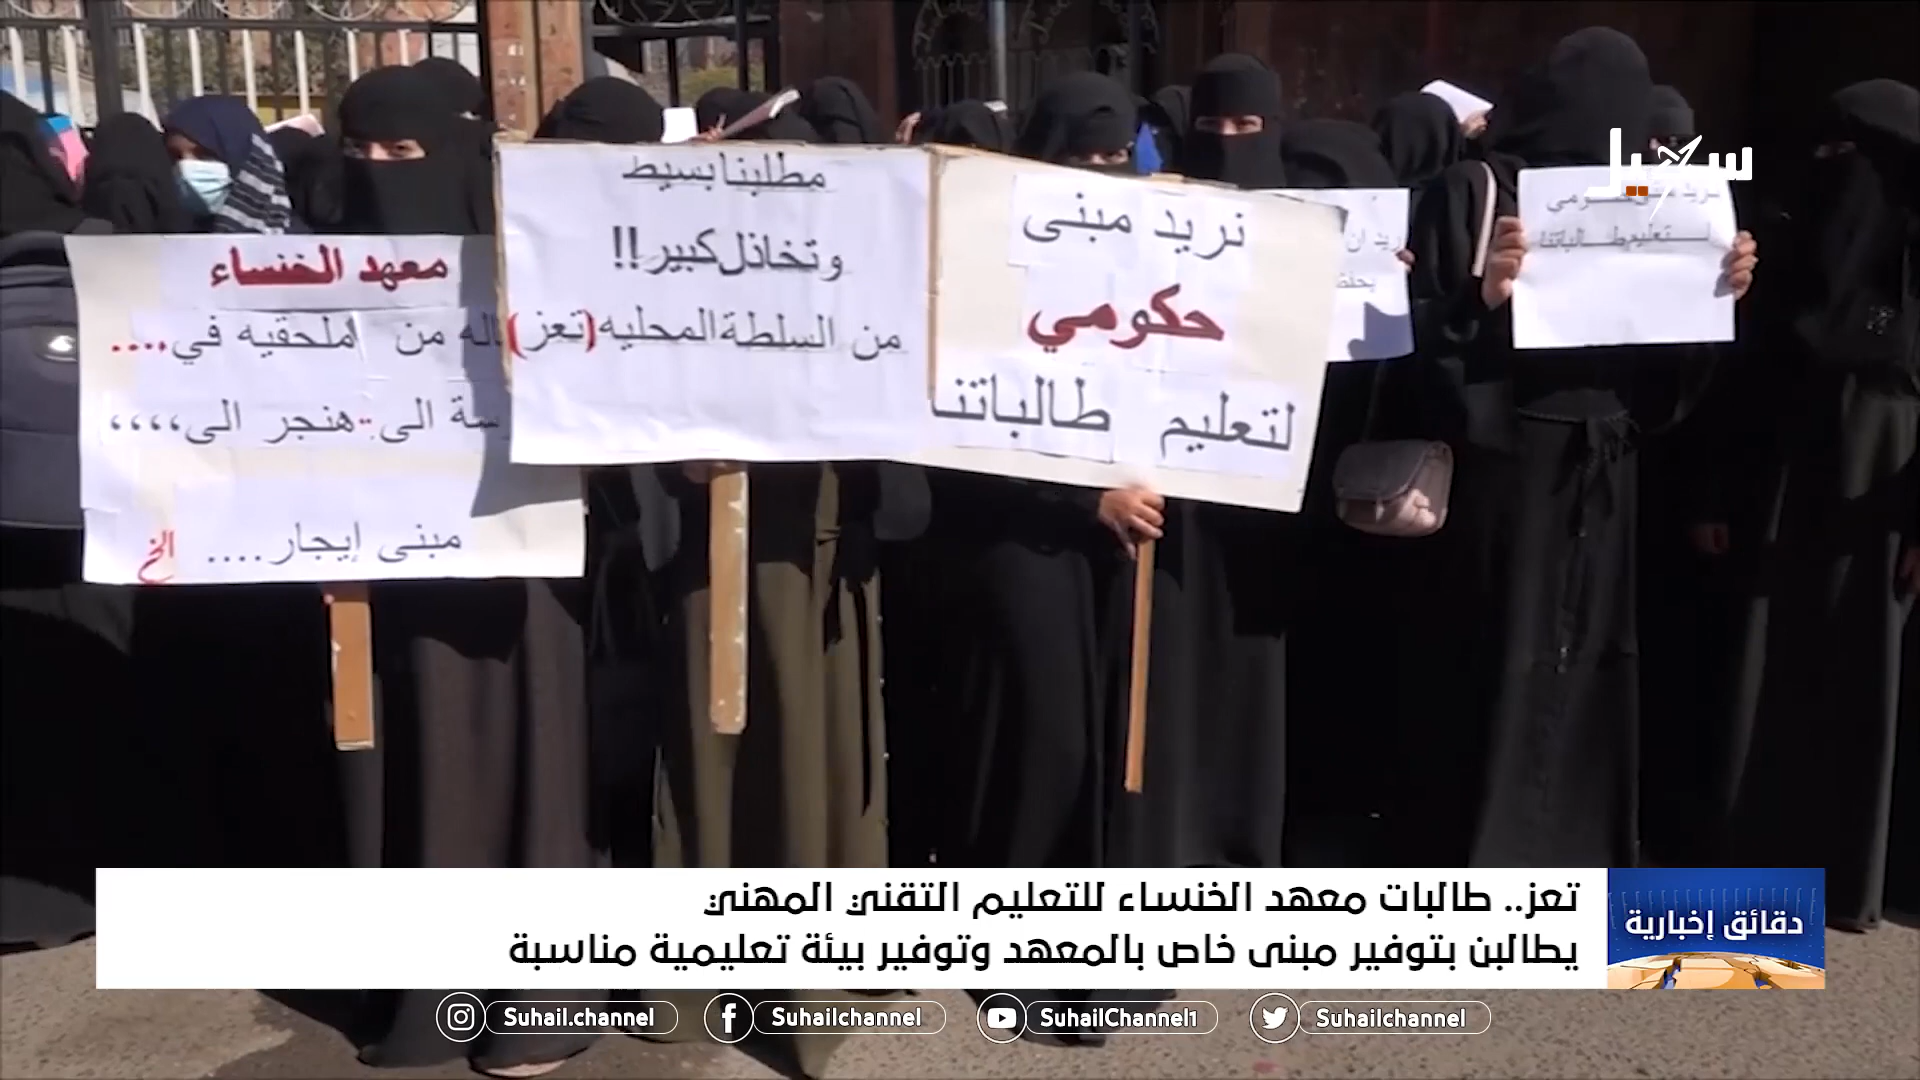 سهيل
مطلبنا بسيط
وتخاذل كبير!!
من السلطة المحليه (تعز)
نريد مبنى
حكومي
لتعليم طالباتنا
معهد الخنساء
من ملحقيه في....
الى هنجر الى،،،،
مبنى إيجار.... الخ
نريد
لتعليم طالباتنا
دقائق إخبارية
تعز.. طالبات معهد الخنساء للتعليم التقني المهني
يطالبن بتوفير مبنى خاص بالمعهد وتوفير بيئة تعليمية مناسبة
Suhail.channel
Suhailchannel
SuhailChannel1
Suhailchannel